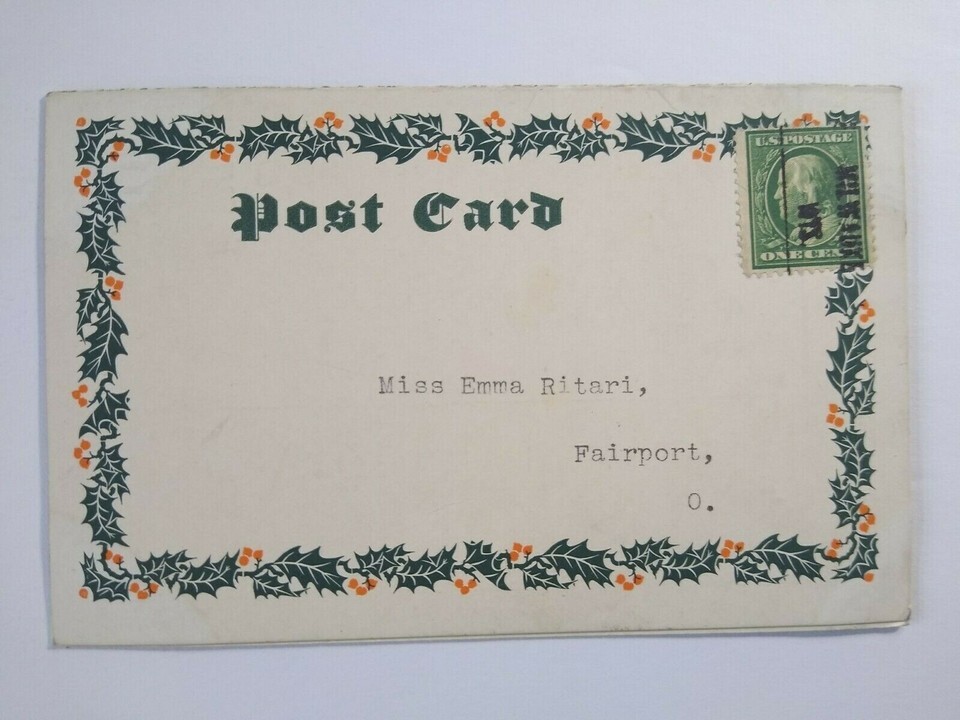 Post Card
U.S. POSTAGE
ONE CENT
Miss Emma Ritari,
Fairport,
O.